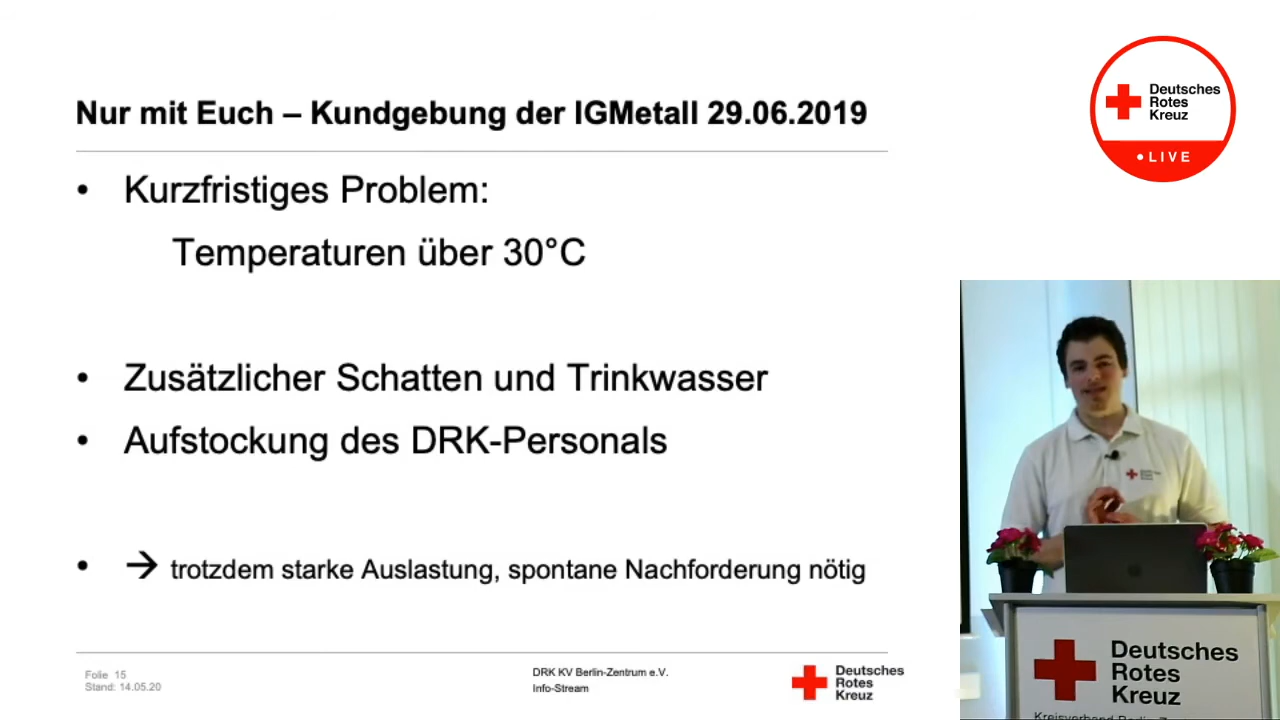 Nur mit Euch – Kundgebung der IGMetall 29.06.2019
• Kurzfristiges Problem:
Temperaturen über 30°C
• Zusätzlicher Schatten und Trinkwasser
• Aufstockung des DRK-Personals
• → trotzdem starke Auslastung, spontane Nachforderung nötig
Folie 15
Stand: 14.05.20
DRK KV Berlin-Zentrum e.V.
Info-Stream
Deutsches
Rotes
Kreuz
Deutsches
Rotes
Kreuz
• LIVE
Deutsches
Rotes
Kreuz
Kreisverband